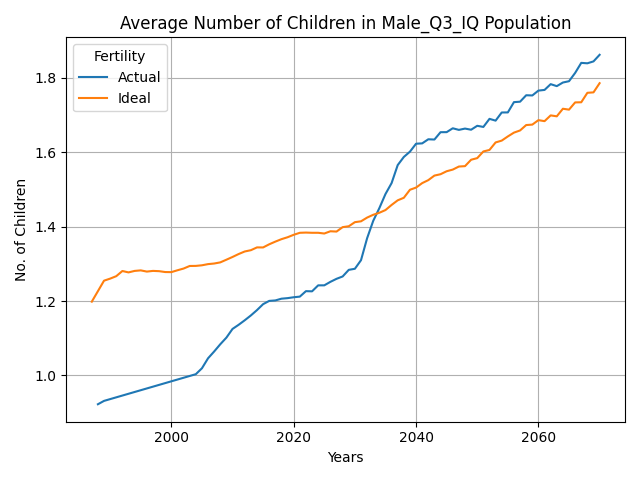 Average Number of Children in Male_Q3_IQ Population
Fertility
Actual
Ideal
No. of Children
1.8
1.6
1.4
1.2
1.0
2000
2020
2040
2060
Years